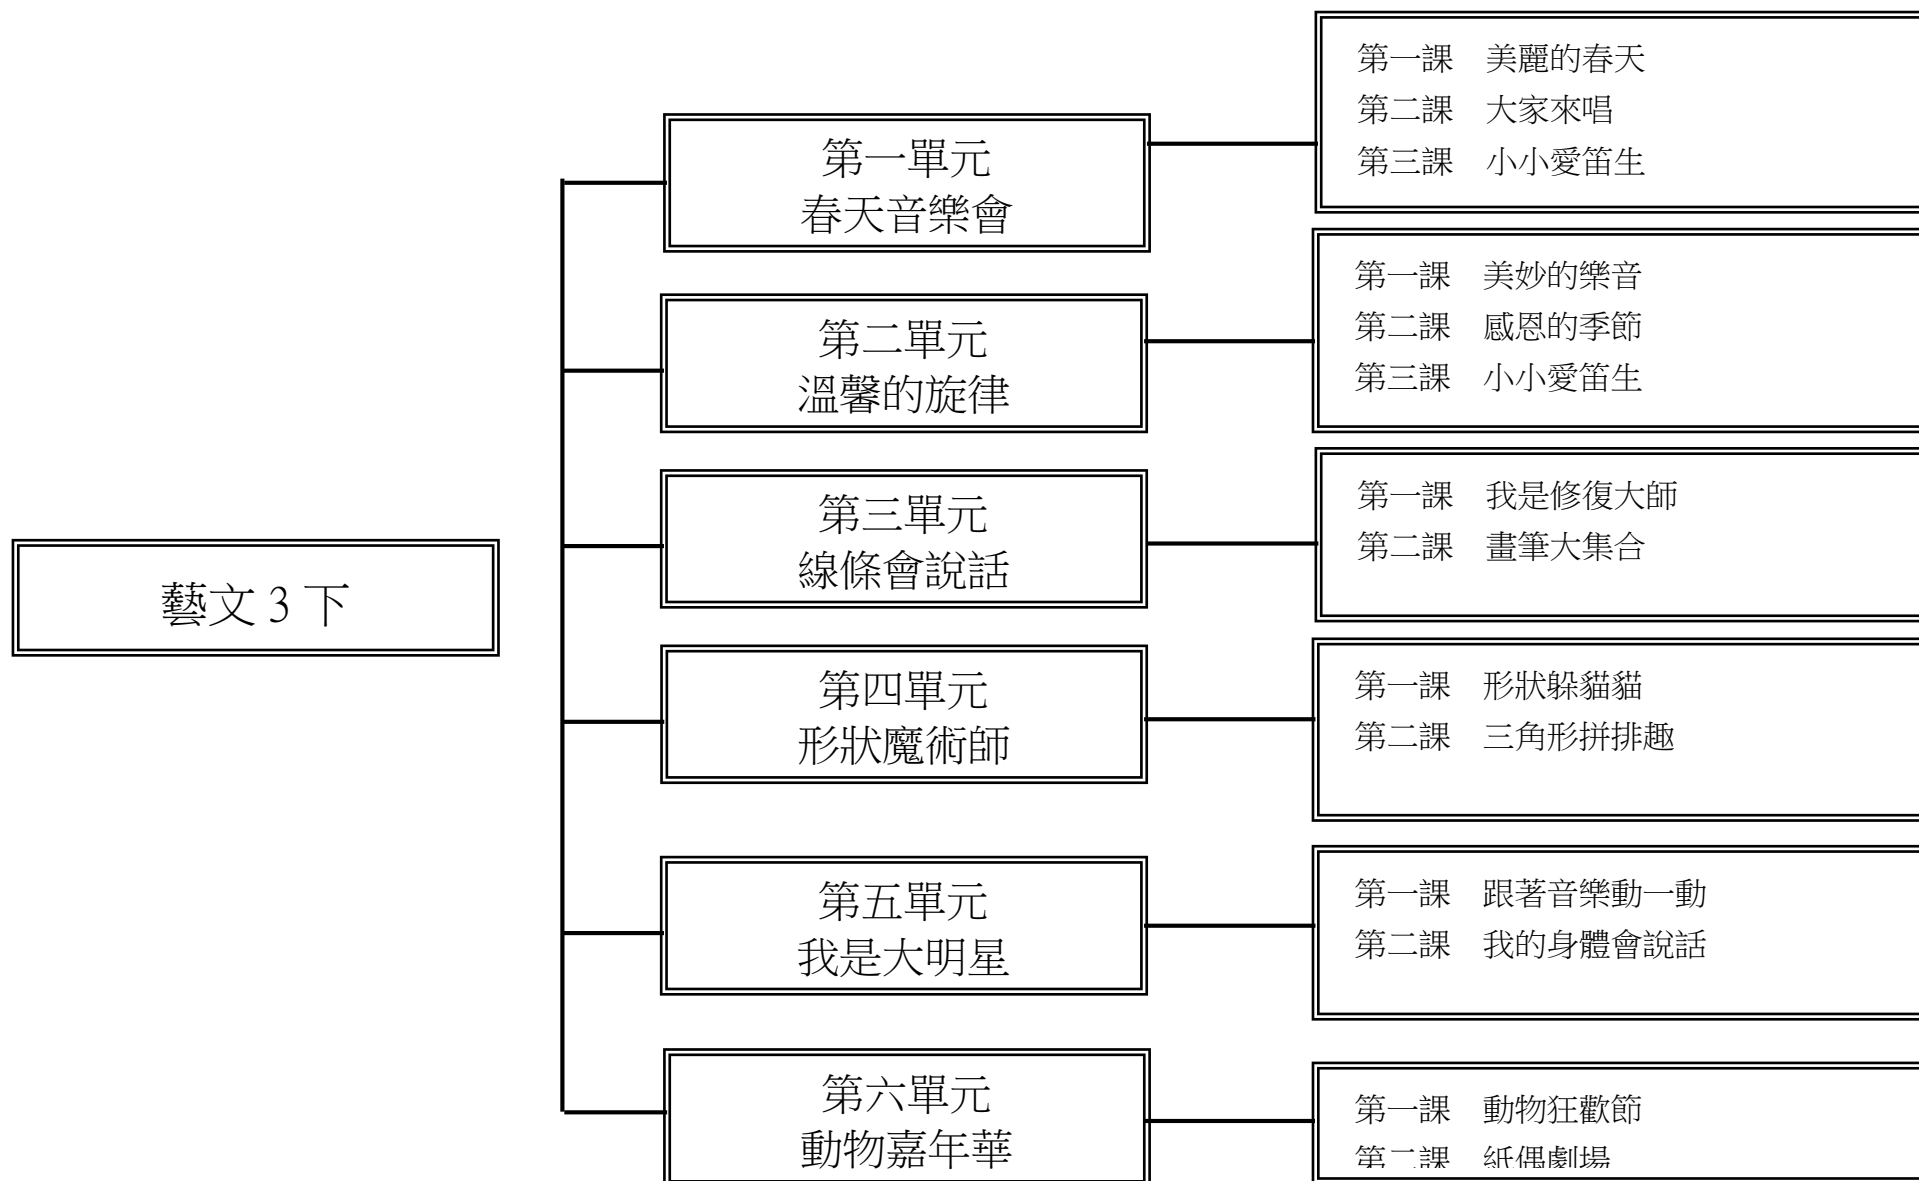 藝文 3 下
第一單元
春天音樂會
第一課　美麗的春天
第二課　大家來唱
第三課　小小愛笛生
第二單元
溫馨的旋律
第一課　美妙的樂音
第二課　感恩的季節
第三課　小小愛笛生
第三單元
線條會說話
第一課　我是修復大師
第二課　畫筆大集合
第四單元
形狀魔術師
第一課　形狀躲貓貓
第二課　三角形拼排趣
第五單元
我是大明星
第一課　跟著音樂動一動
第二課　我的身體會說話
第六單元
動物嘉年華
第一課　動物狂歡節
第二課　紙偶劇場